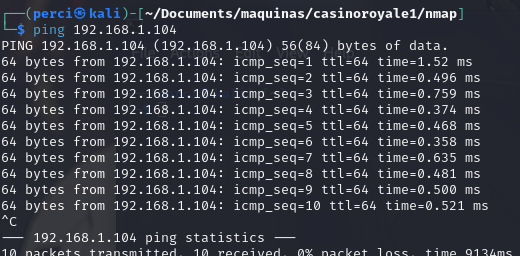 ┌──(perci㉿kali)-[~/Documents/maquinas/casinoroyale1/nmap]
└─$ ping 192.168.1.104
PING 192.168.1.104 (192.168.1.104) 56(84) bytes of data.
64 bytes from 192.168.1.104: icmp_seq=1 ttl=64 time=1.52 ms
64 bytes from 192.168.1.104: icmp_seq=2 ttl=64 time=0.496 ms
64 bytes from 192.168.1.104: icmp_seq=3 ttl=64 time=0.759 ms
64 bytes from 192.168.1.104: icmp_seq=4 ttl=64 time=0.374 ms
64 bytes from 192.168.1.104: icmp_seq=5 ttl=64 time=0.468 ms
64 bytes from 192.168.1.104: icmp_seq=6 ttl=64 time=0.358 ms
64 bytes from 192.168.1.104: icmp_seq=7 ttl=64 time=0.635 ms
64 bytes from 192.168.1.104: icmp_seq=8 ttl=64 time=0.481 ms
64 bytes from 192.168.1.104: icmp_seq=9 ttl=64 time=0.500 ms
64 bytes from 192.168.1.104: icmp_seq=10 ttl=64 time=0.521 ms
^C
--- 192.168.1.104 ping statistics ---
10 packets transmitted, 10 received, 0% packet loss, time 9134ms